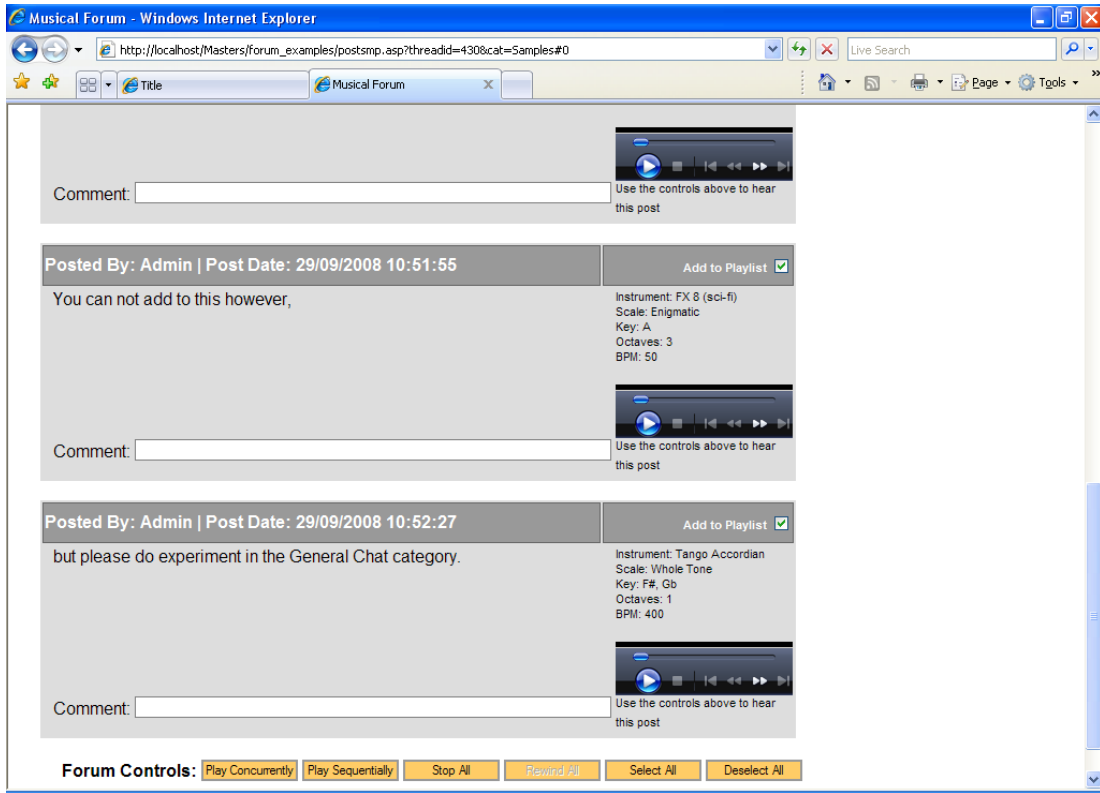 Musical Forum - Windows Internet Explorer
http://localhost/Masters/forum_examples/postsmp.asp?threadid=430&cat=Samples#0
Live Search
Title
Musical Forum
X
Page
Tools
»
Comment:
Use the controls above to hear
this post
Posted By: Admin | Post Date: 29/09/2008 10:51:55
Add to Playlist
You can not add to this however,
Instrument: FX 8 (sci-fi)
Scale: Enigmatic
Key: A
Octaves: 3
BPM: 50
Comment:
Use the controls above to hear
this post
Posted By: Admin | Post Date: 29/09/2008 10:52:27
Add to Playlist
but please do experiment in the General Chat category.
Instrument: Tango Accordian
Scale: Whole Tone
Key: F#, Gb
Octaves: 1
BPM: 400
Comment:
Use the controls above to hear
this post
Forum Controls: Play Concurrently Play Sequentially Stop All Rewind All Select All Deselect All